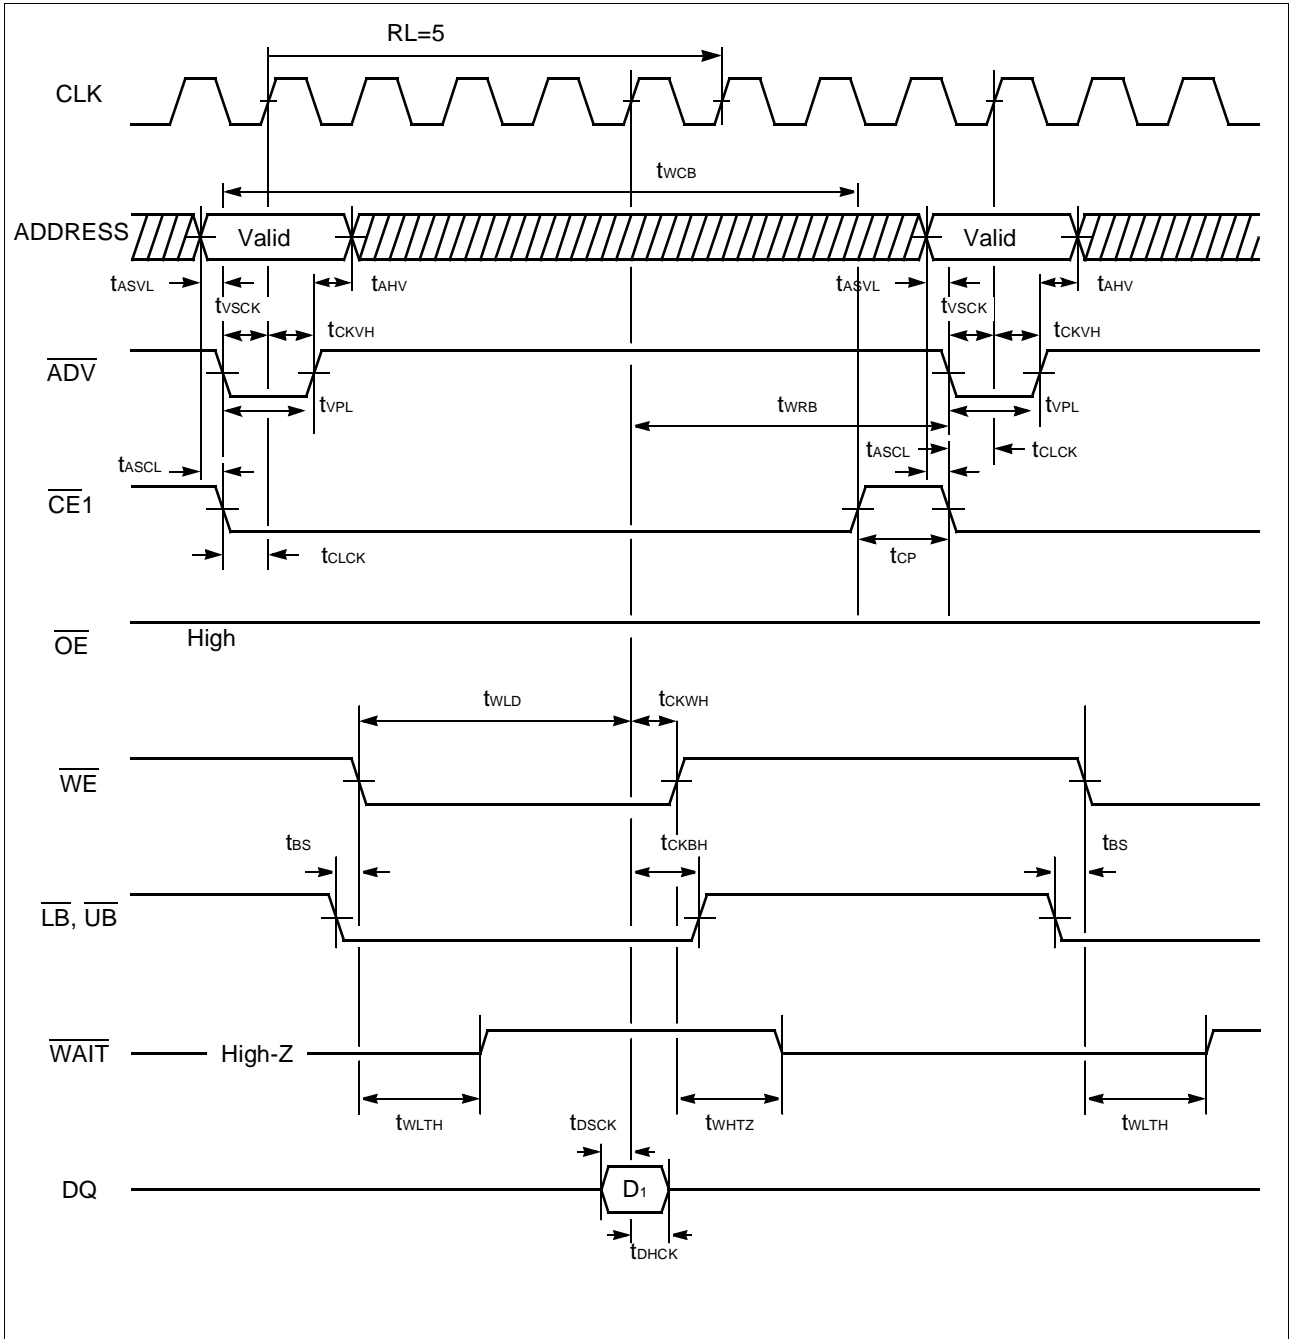 RL=5
CLK
tWCB
ADDRESS
Valid
Valid
tASVL
tAHV
tASVL
tAHV
tVSCK
tVSCK
tCKVH
tCKVH
ADV
tVPL
tWRB
tVPL
tASCL
tASCL
tCLCK
CE1
tCLCK
tCP
OE
High
tWLD
tCKWH
WE
tBS
tCKBH
tBS
LB, UB
WAIT
High-Z
tWLTH
tDSCK
tWHTZ
tWLTH
DQ
D1
tDHCK